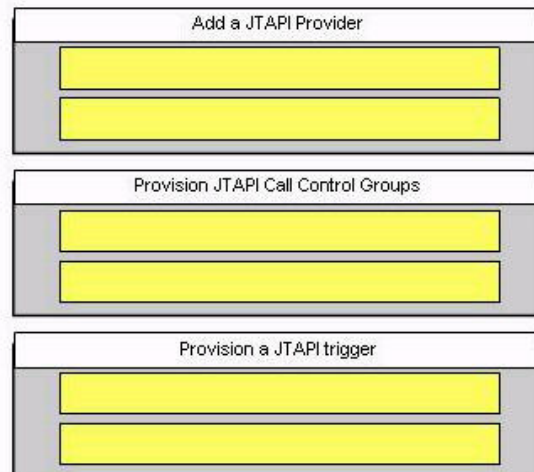 Add a JTAPI Provider
Provision JTAPI Call Control Groups
Provision a JTAPI trigger